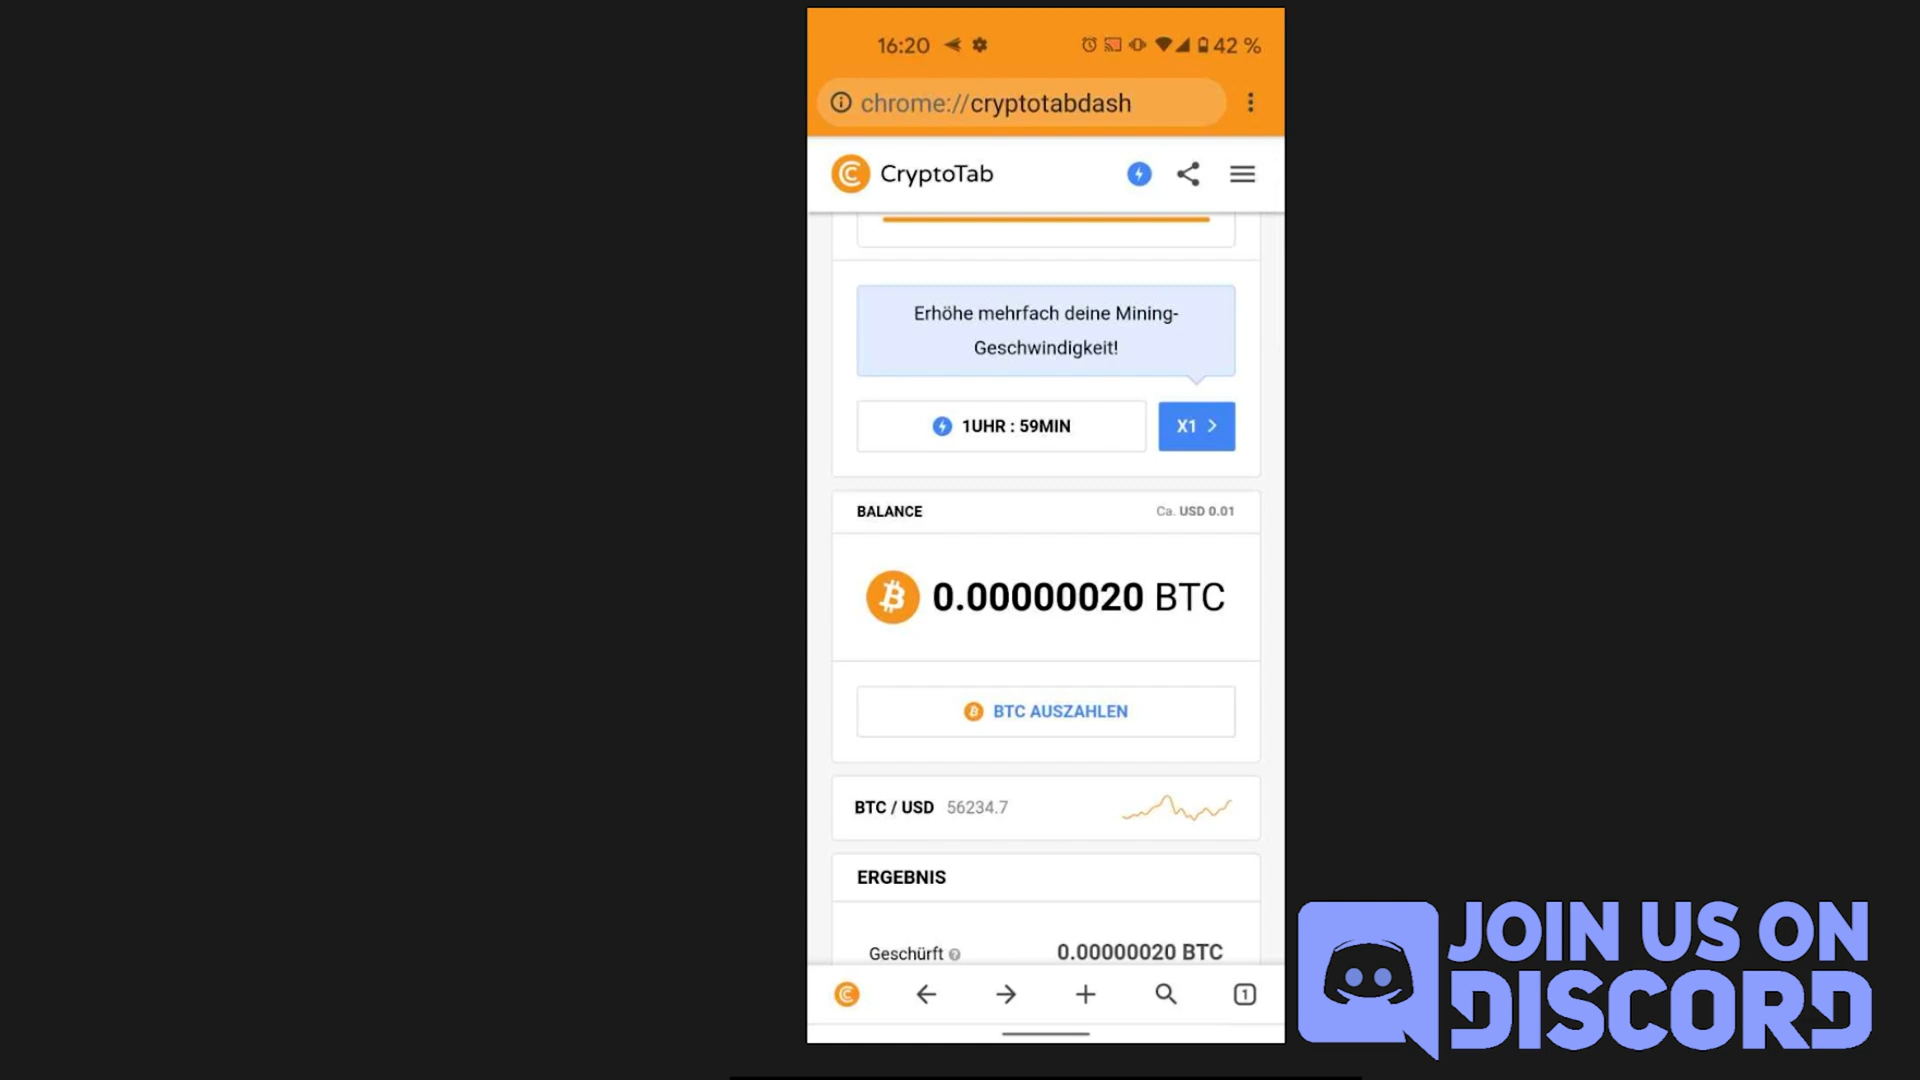 16:20
42 %
chrome://cryptotabdash
CryptoTab
Erhöhe mehrfach deine Mining-
Geschwindigkeit!
1UHR : 59MIN
X1
BALANCE
Ca. USD 0.01
0.00000020 BTC
BTC AUSZAHLEN
BTC / USD 56234.7
ERGEBNIS
Geschürft
0.00000020 BTC
1
JOIN US ON
DISCORD